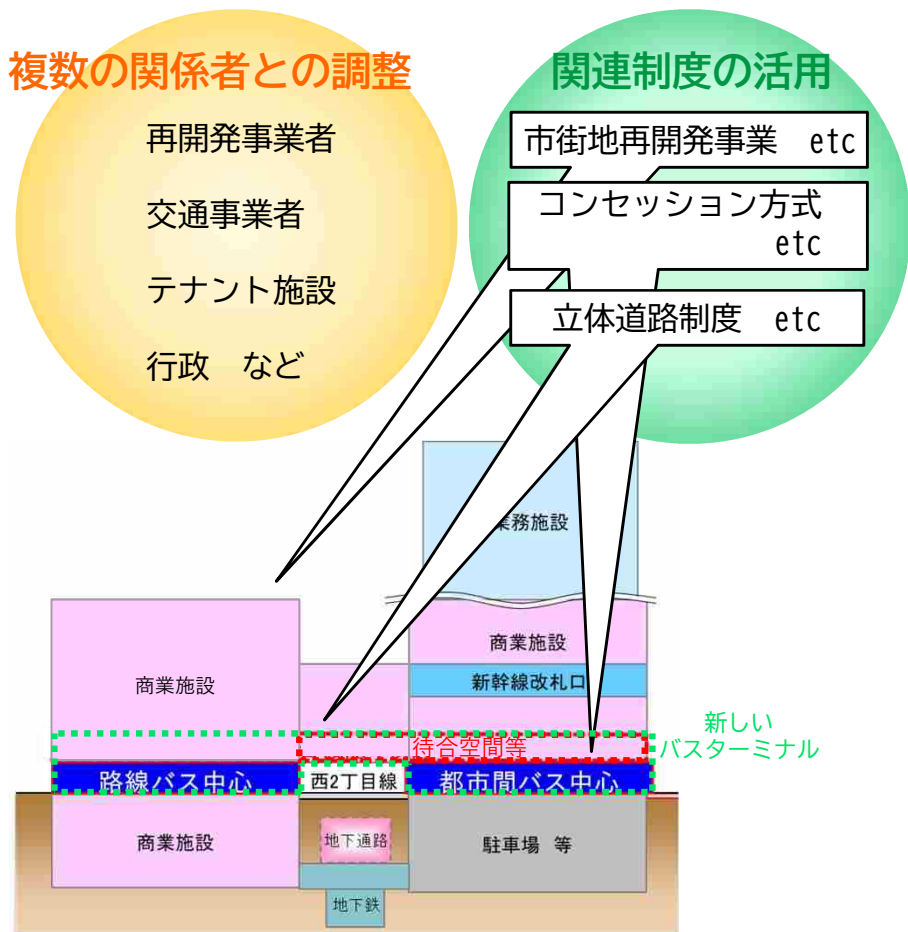 複数の関係者との調整
再開発事業者
交通事業者
テナント施設
行政　など
関連制度の活用
市街地再開発事業　etc
コンセッション方式
etc
立体道路制度　etc
務施設
商業施設
新幹線改札口
商業施設
待合空間等
新しい
バスターミナル
路線バス中心
西2丁目線
都市間バス中心
商業施設
地下通路
駐車場 等
地下鉄